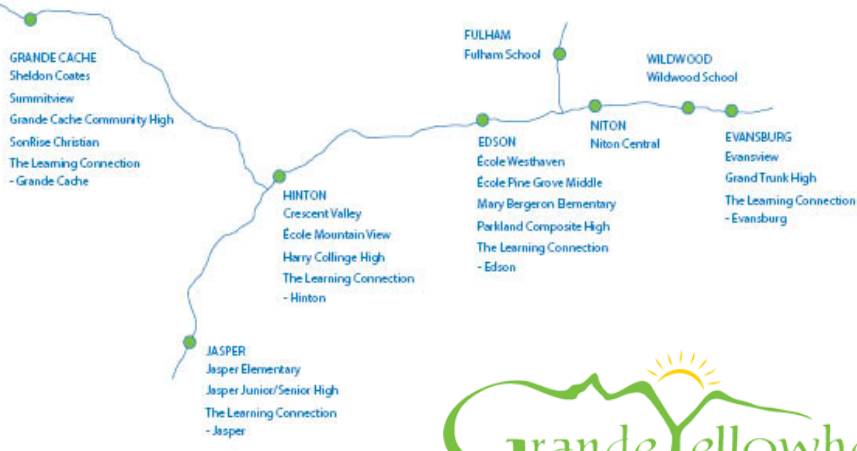 GRANDE CACHE
Sheldon Coates
Summitview
Grande Cache Community High
SonRise Christian
The Learning Connection
- Grande Cache
HINTON
Crescent Valley
École Mountain View
Harry Collinge High
The Learning Connection
- Hinton
JASPER
Jasper Elementary
Jasper Junior/Senior High
The Learning Connection
- Jasper
FULHAM
Fulham School
EDSON
École Westhaven
École Pine Grove Middle
Mary Bergeron Elementary
Parkland Composite High
The Learning Connection
- Edson
NITON
Niton Central
WILDWOOD
Wildwood School
EVANSBURG
Evansview
Grand Trunk High
The Learning Connection
- Evansburg
Grande Yellowhe